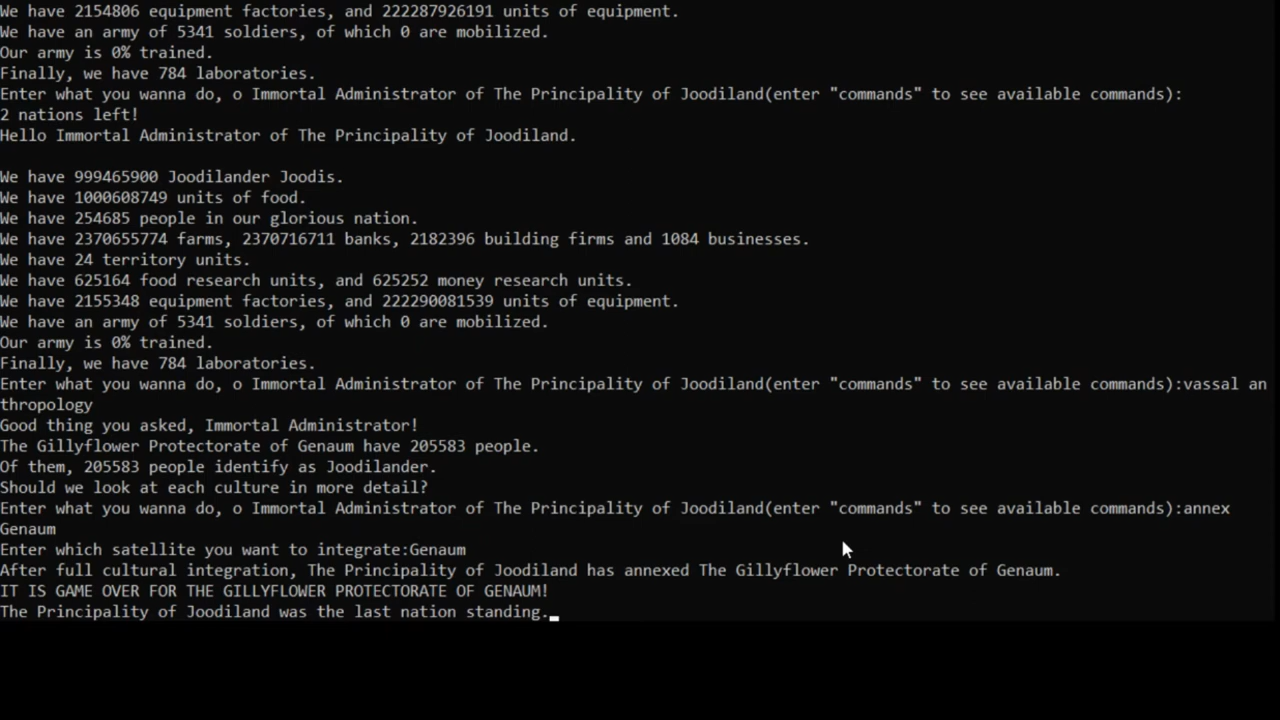 We have 2154806 equipment factories, and 222287926191 units of equipment.
We have an army of 5341 soldiers, of which 0 are mobilized.
Our army is 0% trained.
Finally, we have 784 laboratories.
Enter what you wanna do, o Immortal Administrator of The Principality of Joodiland(enter "commands" to see available commands):
2 nations left!
Hello Immortal Administrator of The Principality of Joodiland.
We have 999465900 Joodilander Joodis.
We have 1000608749 units of food.
We have 254685 people in our glorious nation.
We have 2370655774 farms, 2370716711 banks, 2182396 building firms and 1084 businesses.
We have 24 territory units.
We have 625164 food research units, and 625252 money research units.
We have 2155348 equipment factories, and 222290081539 units of equipment.
We have an army of 5341 soldiers, of which 0 are mobilized.
Our army is 0% trained.
Finally, we have 784 laboratories.
Enter what you wanna do, o Immortal Administrator of The Principality of Joodiland(enter "commands" to see available commands):vassal an
thropology
Good thing you asked, Immortal Administrator!
The Gillyflower Protectorate of Genaum have 205583 people.
Of them, 205583 people identify as Joodilander.
Should we look at each culture in more detail?
Enter what you wanna do, o Immortal Administrator of The Principality of Joodiland(enter "commands" to see available commands):annex
Genaum
Enter which satellite you want to integrate:Genaum
After full cultural integration, The Principality of Joodiland has annexed The Gillyflower Protectorate of Genaum.
IT IS GAME OVER FOR THE GILLYFLOWER PROTECTORATE OF GENAUM!
The Principality of Joodiland was the last nation standing.